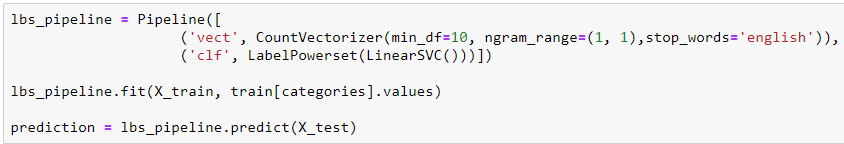 lbs_pipeline = Pipeline([
('vect', CountVectorizer(min_df=10, ngram_range=(1, 1),stop_words='english')),
('clf', LabelPowerset(LinearSVC()))])
lbs_pipeline.fit(X_train, train[categories].values)
prediction = lbs_pipeline.predict(X_test)